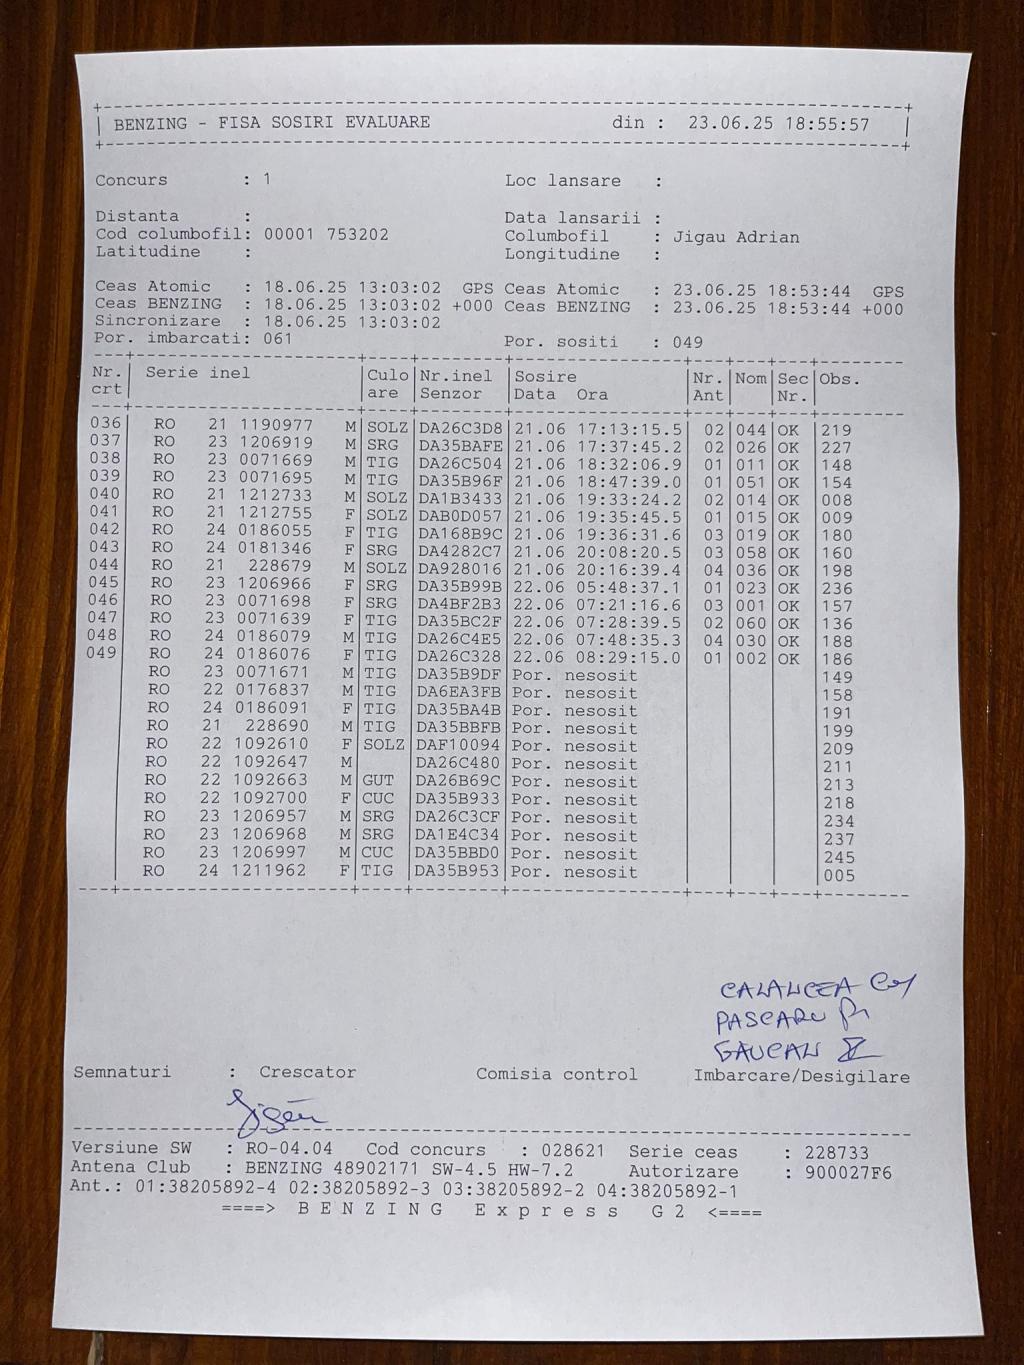 BENZING - FISA SOSIRI EVALUARE din : 23.06.25 18:55:57
Concurs : 1 Loc lansare :
Distanta : Data lansarii :
Cod columbofil: 00001 753202 Columbofil : Jigau Adrian
Latitudine : Longitudine :
Ceas Atomic : 18.06.25 13:03:02 GPS Ceas Atomic : 23.06.25 18:53:44 GPS
Ceas BENZING : 18.06.25 13:03:02 +000 Ceas BENZING : 23.06.25 18:53:44 +000
Sincronizare : 18.06.25 13:03:02
Por. imbarcati: 061 Por. sositi : 049
Nr. Serie inel Culo Nr.inel Sosire Nr. Nom Sec Obs.
crt are Senzor Data Ora Ant Nr.
036 RO 21 1190977 M SOLZ DA26C3D8 21.06 17:13:15.5 02 044 OK 219
037 RO 23 1206919 M SRG DA35BAFE 21.06 17:37:45.2 02 026 OK 227
038 RO 23 0071669 M TIG DA26C504 21.06 18:32:06.9 01 011 OK 148
039 RO 23 0071695 M TIG DA35B96F 21.06 18:47:39.0 01 051 OK 154
040 RO 21 1212733 M SOLZ DA1B3433 21.06 19:33:24.2 02 014 OK 008
041 RO 21 1212755 F SOLZ DAB0D057 21.06 19:35:45.5 01 015 OK 009
042 RO 24 0186055 F TIG DA168B9C 21.06 19:36:31.6 03 019 OK 180
043 RO 24 0181346 F SRG DA4282C7 21.06 20:08:20.5 03 058 OK 160
044 RO 21 228679 M SOLZ DA928016 21.06 20:16:39.4 04 036 OK 198
045 RO 23 1206966 F SRG DA35B99B 22.06 05:48:37.1 01 023 OK 236
046 RO 23 0071698 F SRG DA4BF2B3 22.06 07:21:16.6 03 001 OK 157
047 RO 23 0071639 F TIG DA35BC2F 22.06 07:28:39.5 02 060 OK 136
048 RO 24 0186079 M TIG DA26C4E5 22.06 07:48:35.3 04 030 OK 188
049 RO 24 0186076 F TIG DA26C328 22.06 08:29:15.0 01 002 OK 186
RO 23 0071671 M TIG DA35B9DF Por. nesosit 149
RO 22 0176837 M TIG DA6EA3FB Por. nesosit 158
RO 24 0186091 F TIG DA35BA4B Por. nesosit 191
RO 21 228690 M TIG DA35BBFB Por. nesosit 199
RO 22 1092610 F SOLZ DAF10094 Por. nesosit 209
RO 22 1092647 M DA26C480 Por. nesosit 211
RO 22 1092663 M GUT DA26B69C Por. nesosit 213
RO 22 1092700 F CUC DA35B933 Por. nesosit 218
RO 23 1206957 M SRG DA26C3CF Por. nesosit 234
RO 23 1206968 M SRG DA1E4C34 Por. nesosit 237
RO 23 1206997 M CUC DA35BBD0 Por. nesosit 245
RO 24 1211962 F TIG DA35B953 Por. nesosit 005
CALANCEA
PASCARU
GAUCAN
Semnaturi : Crescator Comisia control Imbarcare/Desigilare
Jigău
Versiune SW : RO-04.04 Cod concurs : 028621 Serie ceas : 228733
Antena Club : BENZING 48902171 SW-4.5 HW-7.2 Autorizare : 900027F6
Ant.: 01:38205892-4 02:38205892-3 03:38205892-2 04:38205892-1
====> B E N Z I N G E x p r e s s G 2 <====